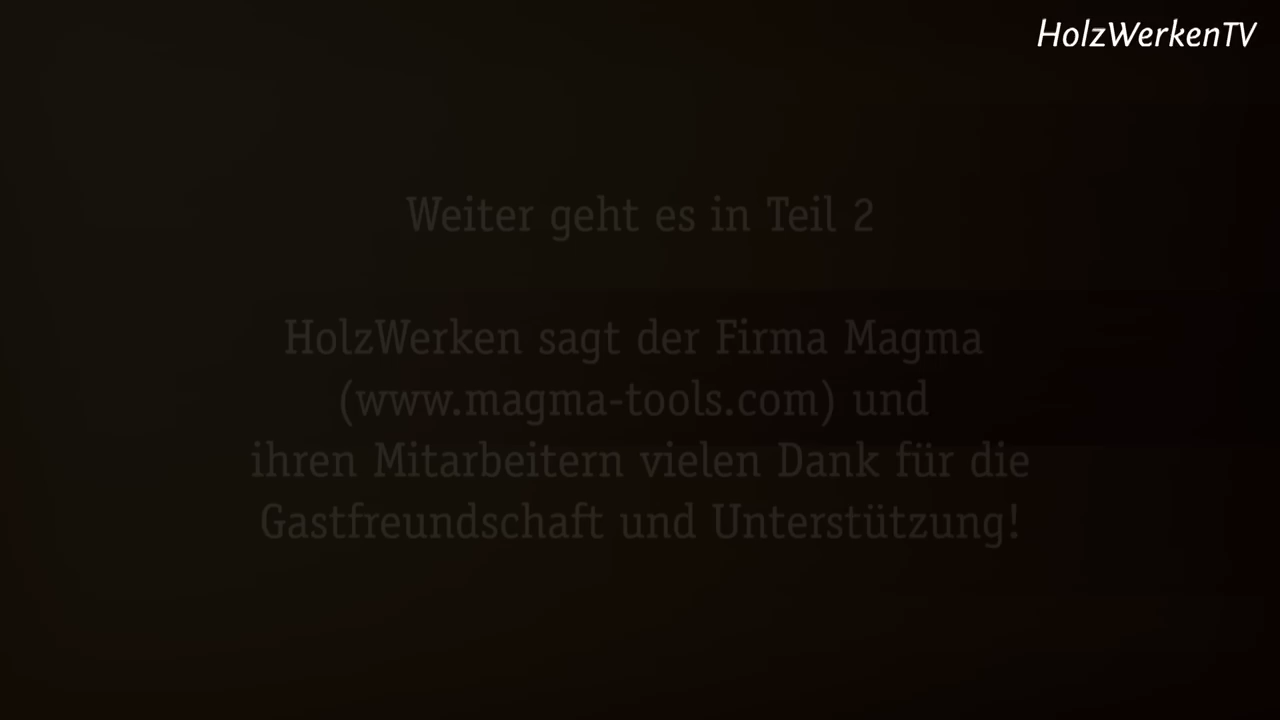 HolzWerkenTV
Weiter geht es in Teil 2
HolzWerken sagt der Firma Magma
(www.magma-tools.com) und
ihren Mitarbeitern vielen Dank für die
Gastfreundschaft und Unterstützung!